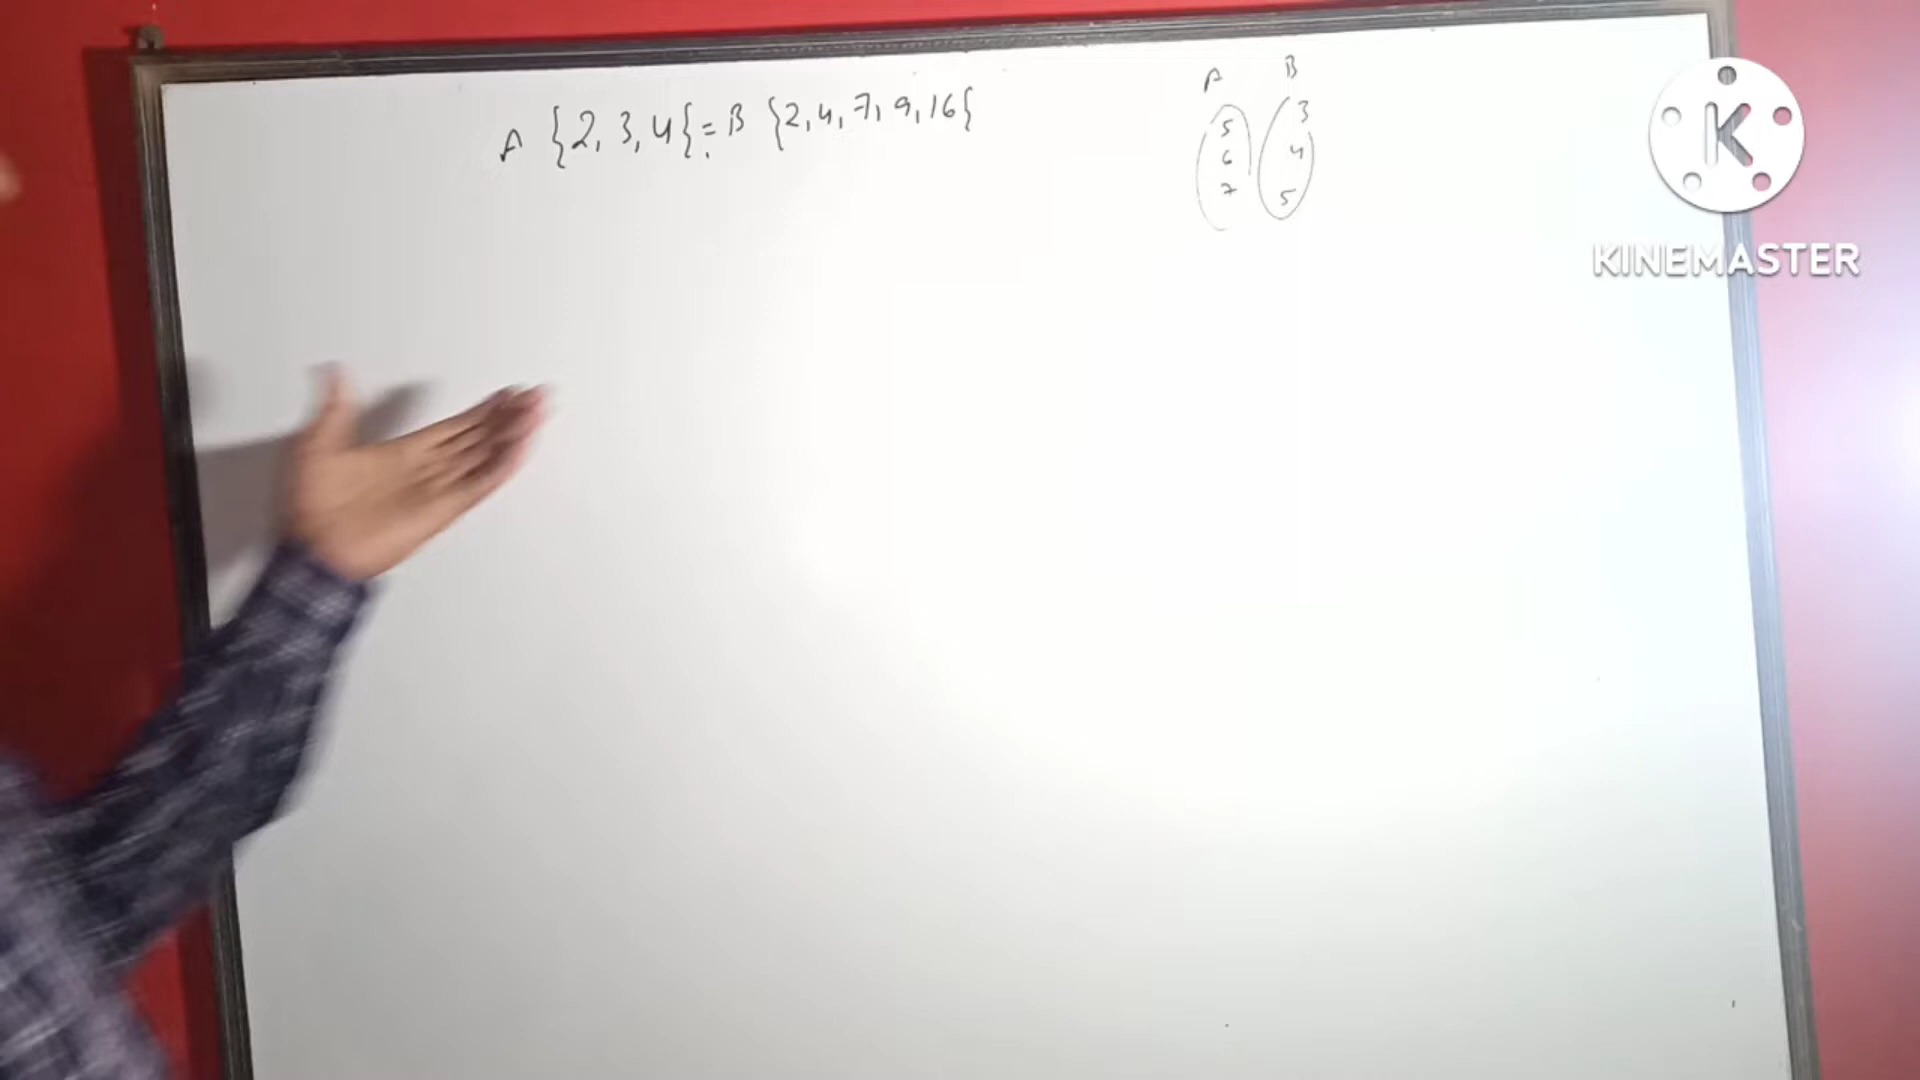 A {2, 3, 4{ = B {2, 4, 7, 9, 16{
A B
5 3
6 4
7 5
K
KINEMASTER